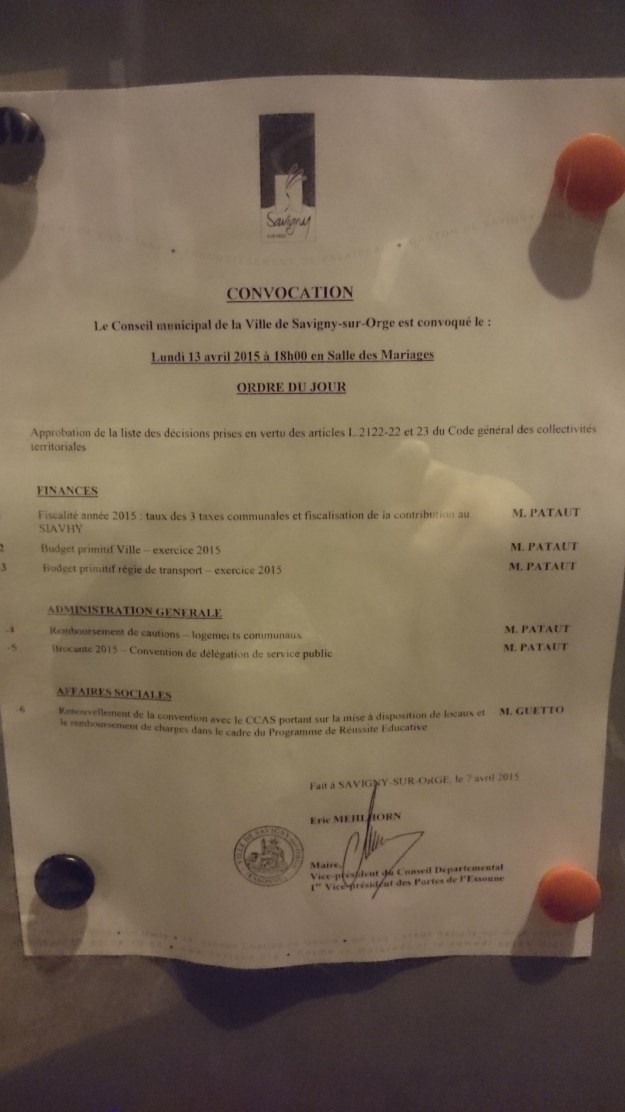 Savigny
CONVOCATION
Le Conseil municipal de la Ville de Savigny-sur-Orge est convoqué le :
Lundi 13 avril 2015 à 18h00 en Salle des Mariages
ORDRE DU JOUR
Approbation de la liste des décisions prises en vertu des articles L.2122-22 et 23 du Code général des collectivités
territoriales
FINANCES
Fiscalité année 2015 : taux des 3 taxes communales et fiscalisation de la contribution au M. PATAUT
SIAVHY
2 Budget primitif Ville – exercice 2015 M. PATAUT
3 Budget primitif régie de transport – exercice 2015 M. PATAUT
ADMINISTRATION GENERALE
-4 Remboursement de cautions – logements communaux M. PATAUT
-5 Brocante 2015 – Convention de délégation de service public M. PATAUT
AFFAIRES SOCIALES
-6 Renouvellement de la convention avec le CCAS portant sur la mise à disposition de locaux et M. GUETTO
le remboursement de charges dans le cadre du Programme de Réussite Educative
Fait à SAVIGNY-SUR-ORGE, le 7 avril 2015
Eric MEHLHORN
Maire,
Vice-président du Conseil Départemental
1er Vice-président des Portes de l'Essonne